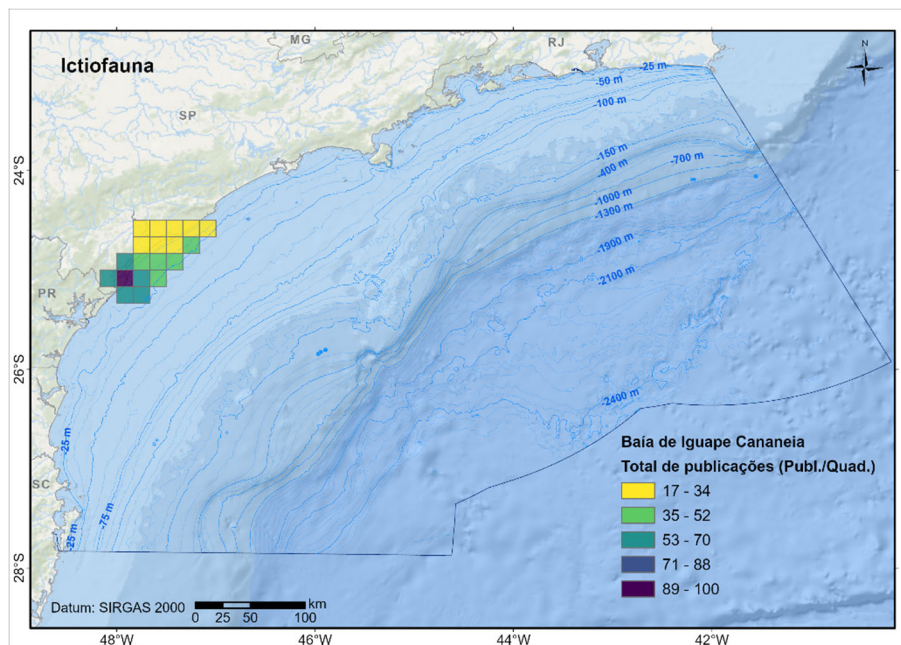 Ictiofauna
MG
RJ
N
SP
-25 m
-50 m
-100 m
-150 m
-400 m
-700 m
-1000 m
-1300 m
-1900 m
-2100 m
24°S
PR
26°S
-2400 m
-25 m
SC
-75 m
-25 m
28°S
Baía de Iguape Cananeia
Total de publicações (Publ./Quad.)
17 - 34
35 - 52
53 - 70
71 - 88
89 - 100
Datum: SIRGAS 2000
km
0 25 50 100
48°W 46°W 44°W 42°W